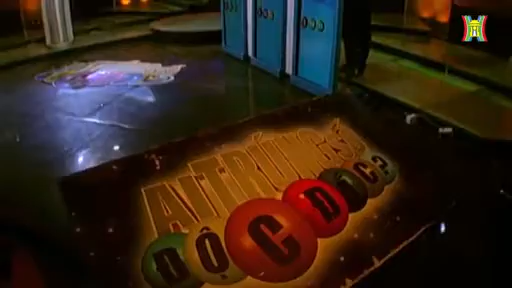 AI TRÚNG SỐ
ĐỘC ĐẮC?